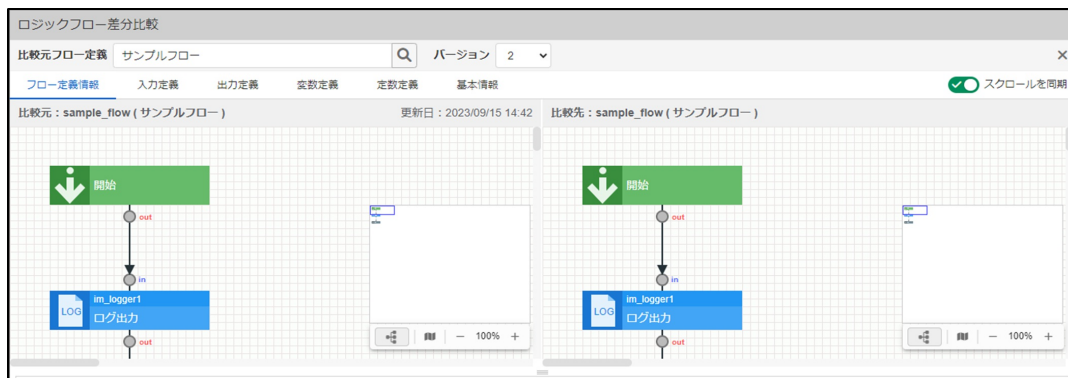 ロジックフロー差分比較
比較元フロー定義 サンプルフロー バージョン 2
フロー定義情報 入力定義 出力定義 変数定義 定数定義 基本情報 スクロールを同期
比較元：sample_flow ( サンプルフロー ) 更新日：2023/09/15 14:42 比較先：sample_flow ( サンプルフロー )
開始
out
in
im_logger1
LOG
ログ出力
out
100%
開始
out
in
im_logger1
LOG
ログ出力
out
100%